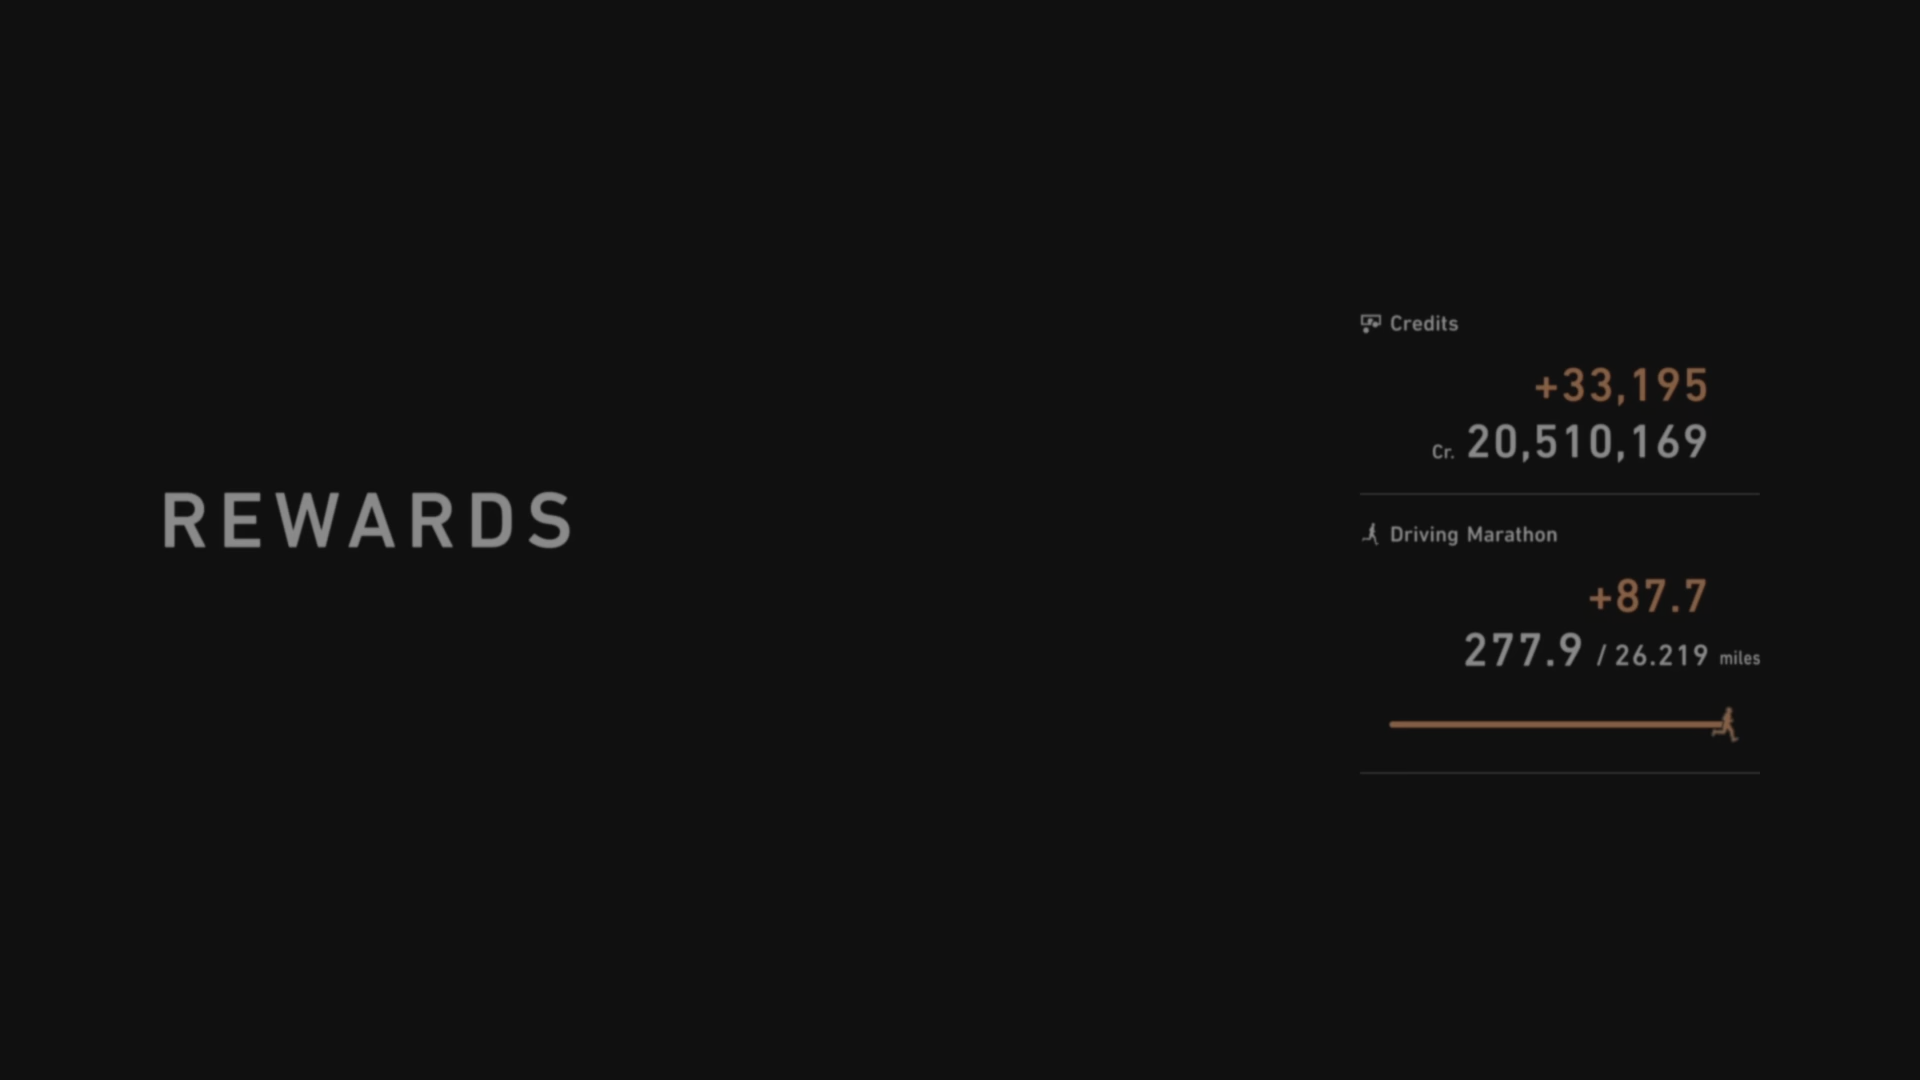 REWARDS
Credits
+33,195
Cr. 20,510,169
Driving Marathon
+87.7
277.9 / 26.219 miles